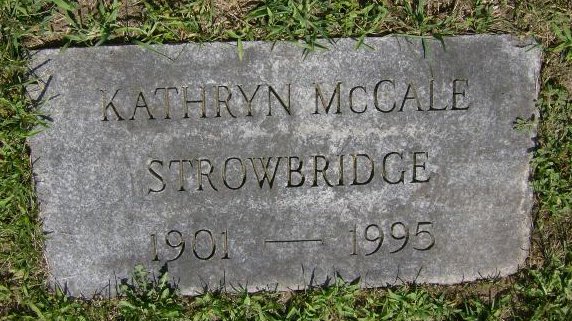 KATHRYN McCALE
STROWBRIDGE
1901 — 1995